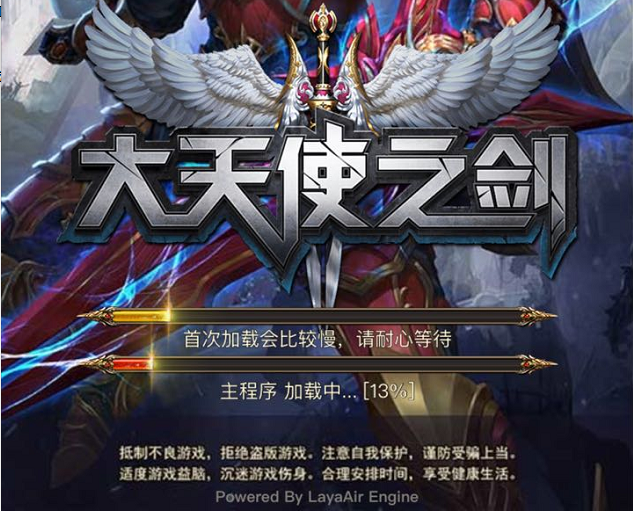 大天使之剑
首次加载会比较慢，请耐心等待
主程序 加载中... [13%]
抵制不良游戏，拒绝盗版游戏。注意自我保护，谨防受骗上当。
适度游戏益脑，沉迷游戏伤身。合理安排时间，享受健康生活。
Powered By LayaAir Engine